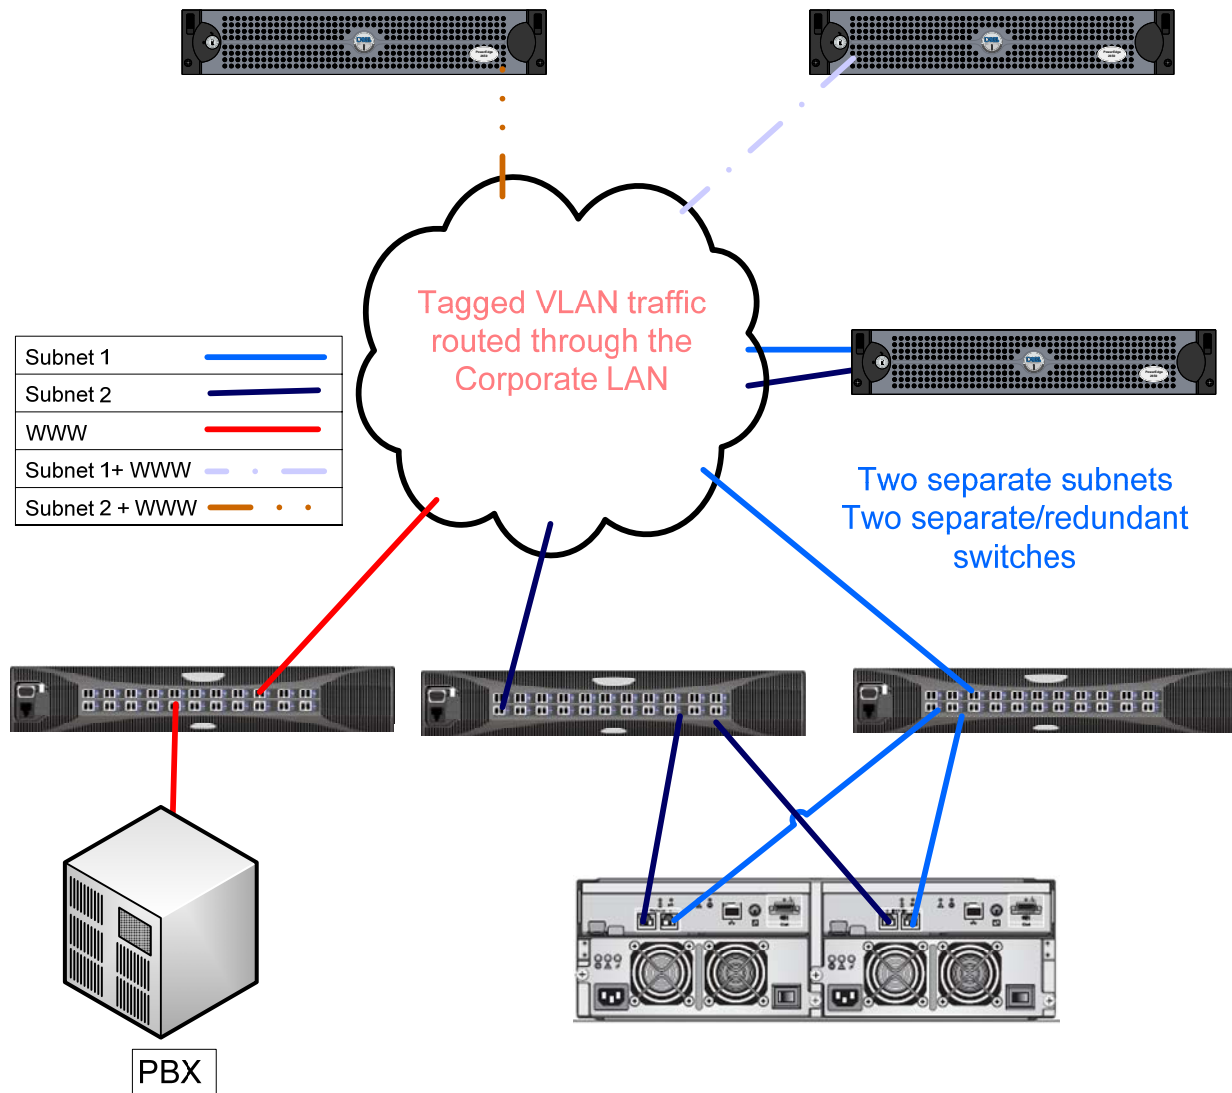 Tagged VLAN traffic
routed through the
Corporate LAN
Subnet 1
Subnet 2
WWW
Subnet 1+ WWW
Subnet 2 + WWW
Two separate subnets
Two separate/redundant
switches
PBX